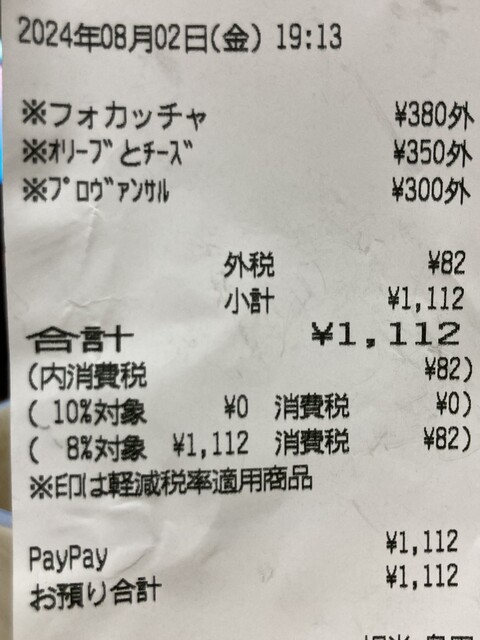 2024年08月02日(金) 19:13
※フォカッチャ ¥380外
※ｵﾘｰﾌﾞとﾁｰｽﾞ ¥350外
※ﾌﾟﾛｳﾞｧﾝｻﾙ ¥300外
外税 ¥82
小計 ¥1,112
合計 ¥1,112
(内消費税 ¥82)
( 10%対象 ¥0 消費税 ¥0)
( 8%対象 ¥1,112 消費税 ¥82)
※印は軽減税率適用商品
PayPay ¥1,112
お預り合計 ¥1,112